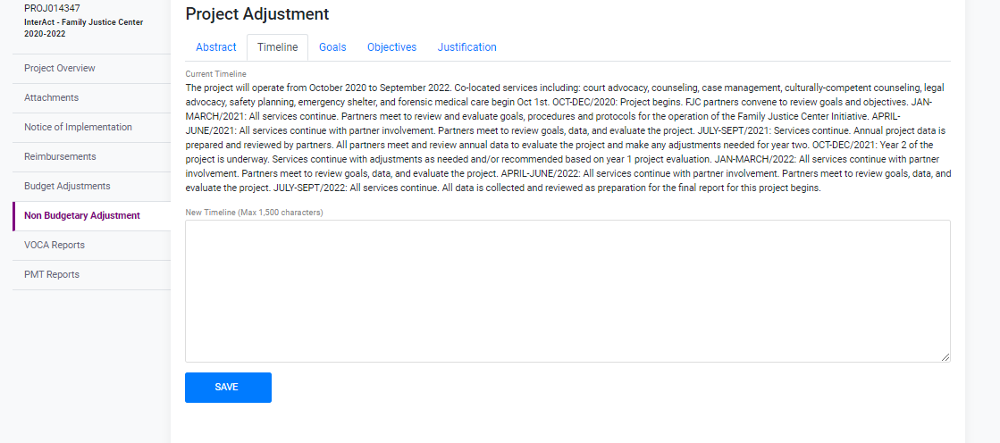 PROJ014347
InterAct - Family Justice Center
2020-2022
Project Overview
Attachments
Notice of Implementation
Reimbursements
Budget Adjustments
Non Budgetary Adjustment
VOCA Reports
PMT Reports
Project Adjustment
Abstract Timeline Goals Objectives Justification
Current Timeline
The project will operate from October 2020 to September 2022. Co-located services including: court advocacy, counseling, case management, culturally-competent counseling, legal
advocacy, safety planning, emergency shelter, and forensic medical care begin Oct 1st. OCT-DEC/2020: Project begins. FJC partners convene to review goals and objectives. JAN-
MARCH/2021: All services continue. Partners meet to review and evaluate goals, procedures and protocols for the operation of the Family Justice Center Initiative. APRIL-
JUNE/2021: All services continue with partner involvement. Partners meet to review goals, data, and evaluate the project. JULY-SEPT/2021: Services continue. Annual project data is
prepared and reviewed by partners. All partners meet and review annual data to evaluate the project and make any adjustments needed for year two. OCT-DEC/2021: Year 2 of the
project is underway. Services continue with adjustments as needed and/or recommended based on year 1 project evaluation. JAN-MARCH/2022: All services continue with partner
involvement. Partners meet to review goals, data, and evaluate the project. APRIL-JUNE/2022: All services continue with partner involvement. Partners meet to review goals, data, and
evaluate the project. JULY-SEPT/2022: All services continue. All data is collected and reviewed as preparation for the final report for this project begins.
New Timeline (Max 1,500 characters)
SAVE